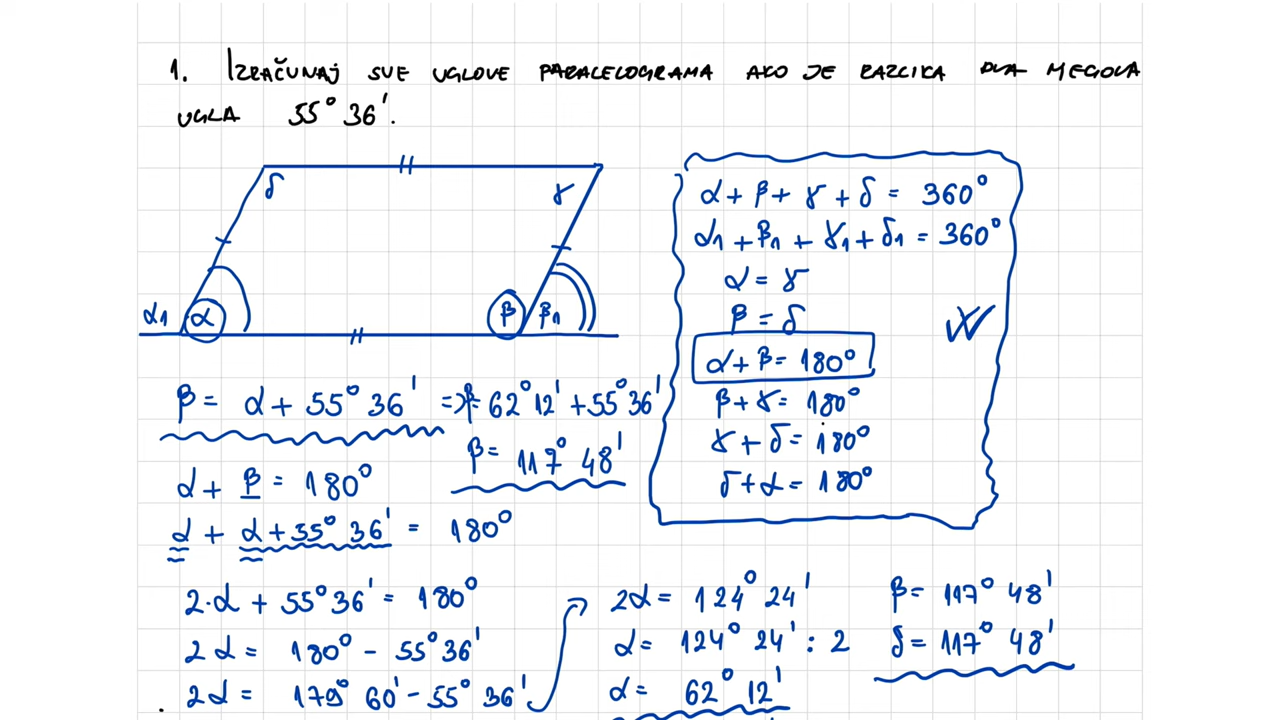 1. IZRAČUNAJ SVE UGLOVE PARALELOGRAMA AKO JE RAZLIKA DVA NJEGOVA
UGLA 55° 36'.
δ
γ
α1 α
β β1
α + β + γ + δ = 360°
α1 + β1 + γ1 + δ1 = 360°
α = γ
β = δ
α + β = 180°
β + γ = 180°
γ + δ = 180°
δ + α = 180°
β = α + 55° 36' => β = 62° 12' + 55° 36'
β = 117° 48'
α + β = 180°
α + α + 55° 36' = 180°
2·α + 55° 36' = 180°
2α = 180° - 55° 36'
2α = 179° 60' - 55° 36'
2α = 124° 24'
α = 124° 24' : 2
α = 62° 12'
β = 117° 48'
δ = 117° 48'